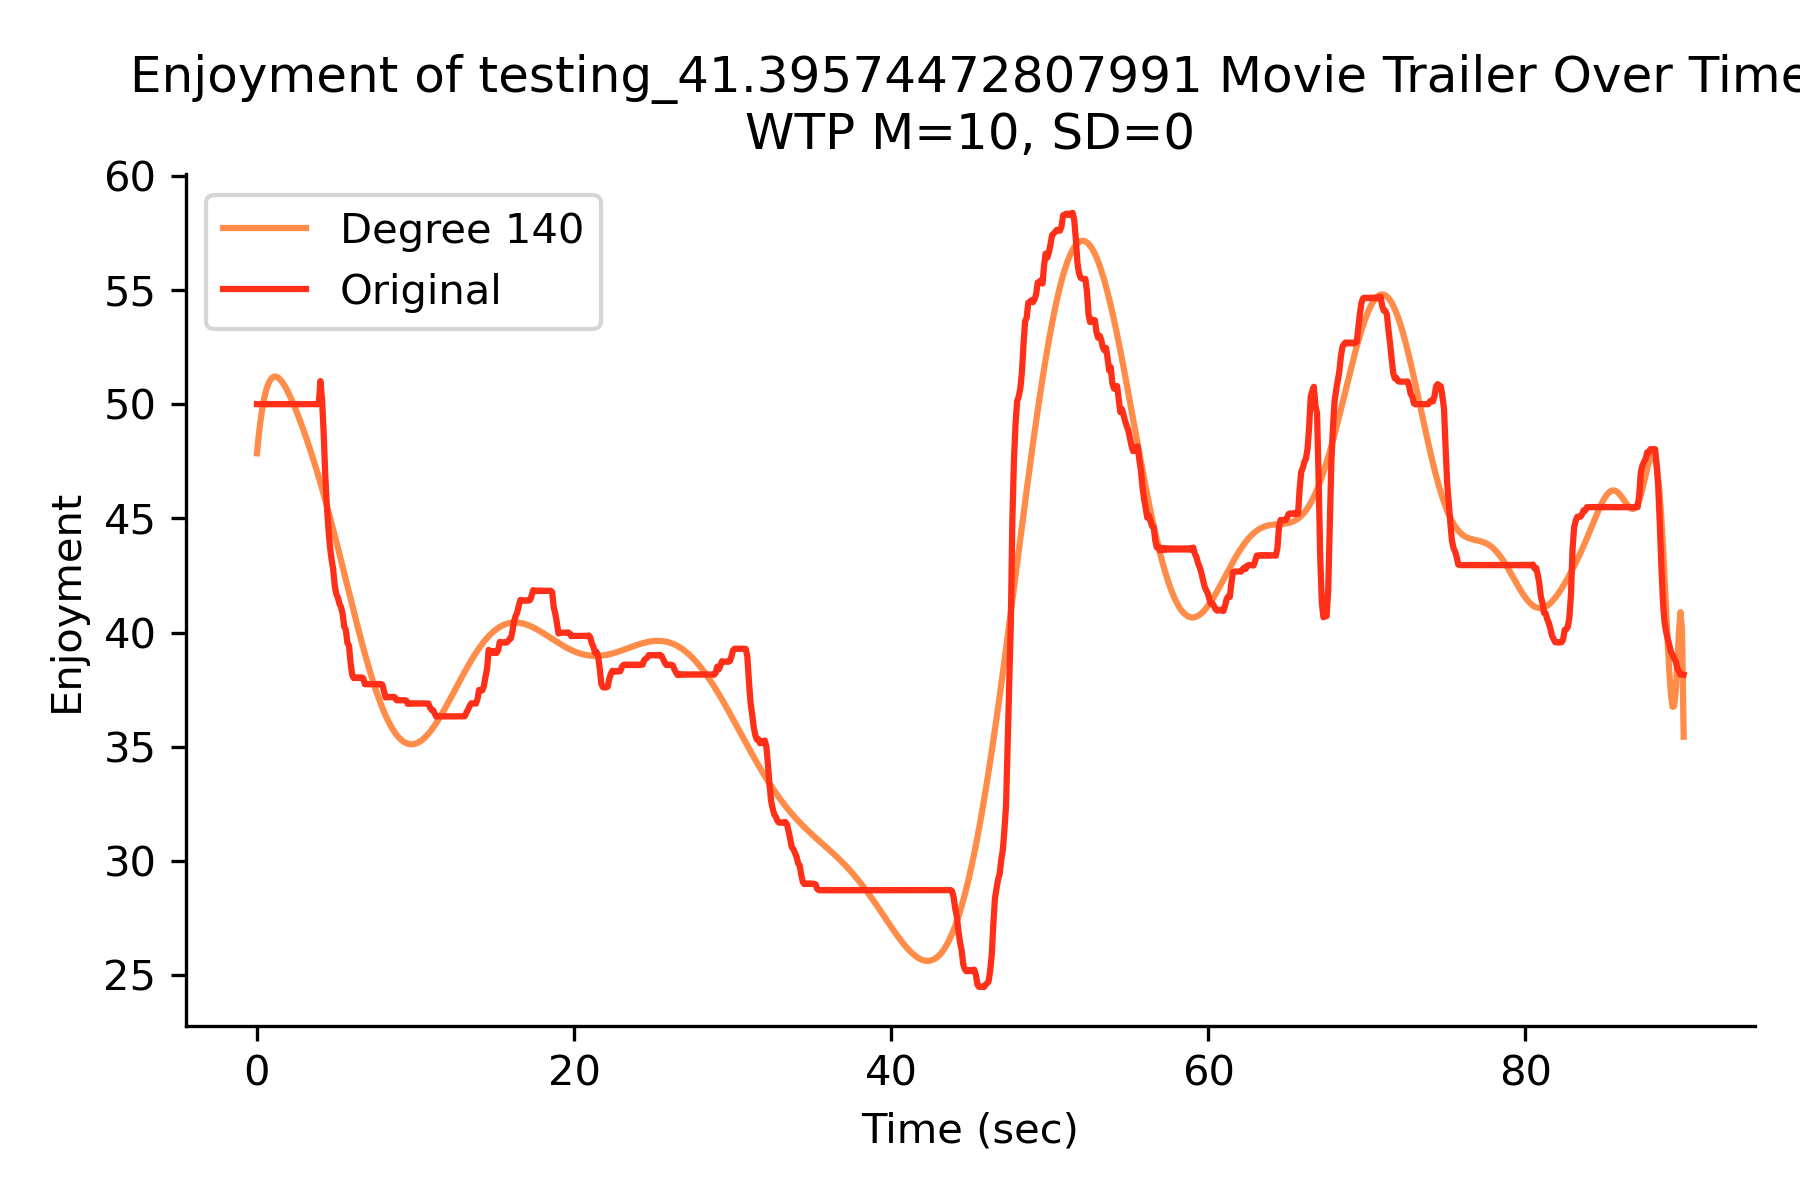 Enjoyment of testing_41.39574472807991 Movie Trailer Over Time
WTP M=10, SD=0
60
55
50
45
40
35
30
25
Enjoyment
Degree 140
Original
0 20 40 60 80
Time (sec)